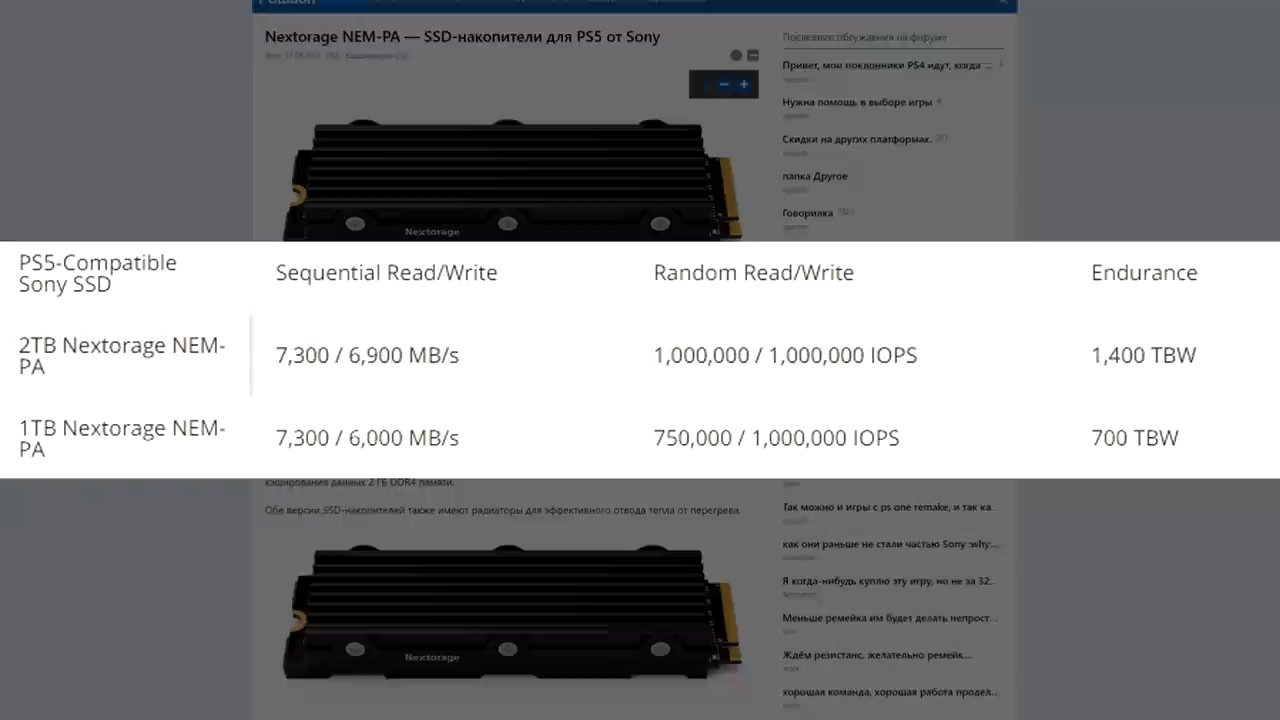 Nextorage NEM-PA — SSD-накопители для PS5 от Sony
Последние обсуждения на форуме
Привет, мои поклонники PS4 идут, когда ...
Нужна помощь в выборе игры 4
Скидки на других платформах.
папка Другое
Говорилка
Nextorage
PS5-Compatible
Sony SSD
Sequential Read/Write
Random Read/Write
Endurance
2TB Nextorage NEM-
PA
7,300 / 6,900 MB/s
1,000,000 / 1,000,000 IOPS
1,400 TBW
1TB Nextorage NEM-
PA
7,300 / 6,000 MB/s
750,000 / 1,000,000 IOPS
700 TBW
кэширования данных 2 ГБ DDR4 памяти.
Обе версии SSD-накопителей также имеют радиаторы для эффективного отвода тепла от перегрева.
Так можно и игры с ps one remake, и так ка..
как они раньше не стали частью Sony :why:...
Я когда-нибудь куплю эту игру, но не за 32..
Меньше ремейка им будет делать непрост...
Ждём резистанс, желательно ремейк...
хорошая команда, хорошая работа продел..
Nextorage